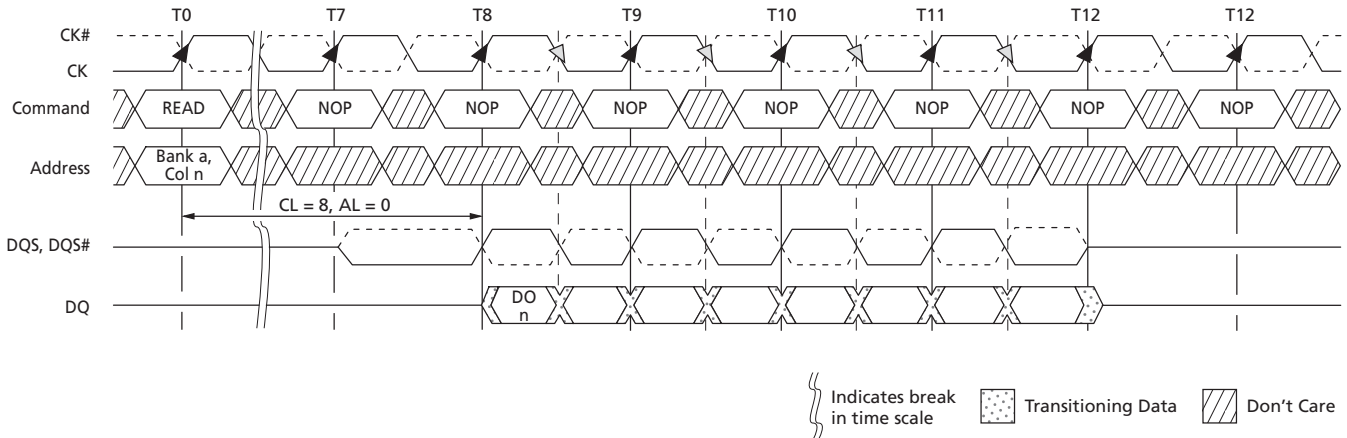 T0 T7 T8 T9 T10 T11 T12 T12
CK#
CK
Command READ NOP NOP NOP NOP NOP NOP NOP
Address Bank a,
Col n
CL = 8, AL = 0
DQS, DQS#
DQ DO
n
Indicates break
in time scale
Transitioning Data
Don't Care